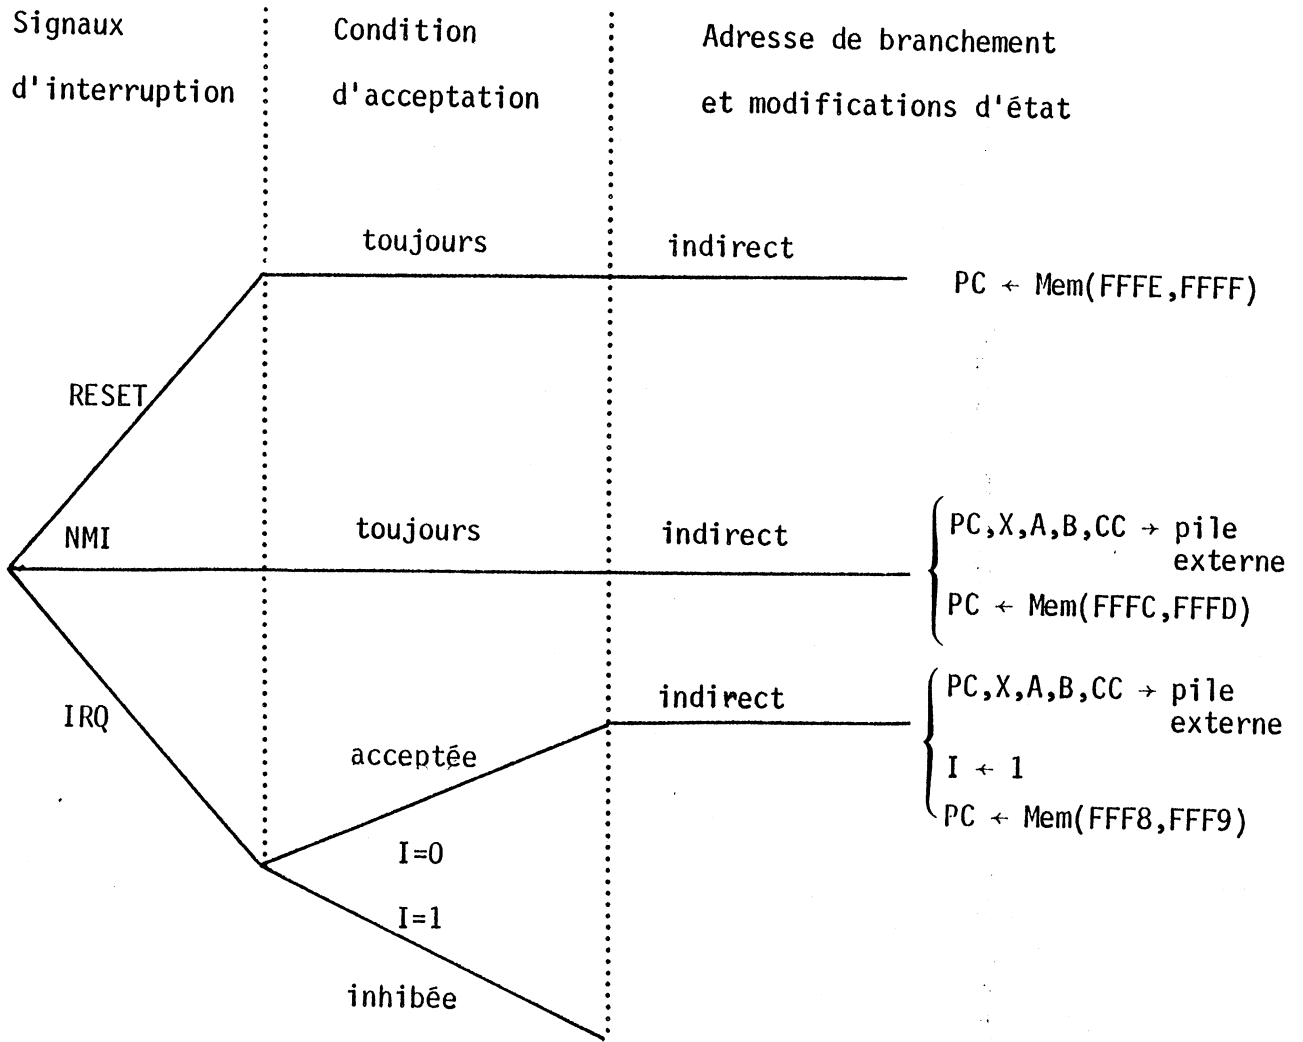 Signaux
d'interruption
Condition
d'acceptation
Adresse de branchement
et modifications d'état
toujours
indirect
PC ← Mem(FFFE,FFFF)
RESET
NMI
toujours
indirect
PC,X,A,B,CC → pile
externe
PC ← Mem(FFFC,FFFD)
IRQ
acceptée
I=0
indirect
PC,X,A,B,CC → pile
externe
I ← 1
PC ← Mem(FFF8,FFF9)
I=1
inhibée